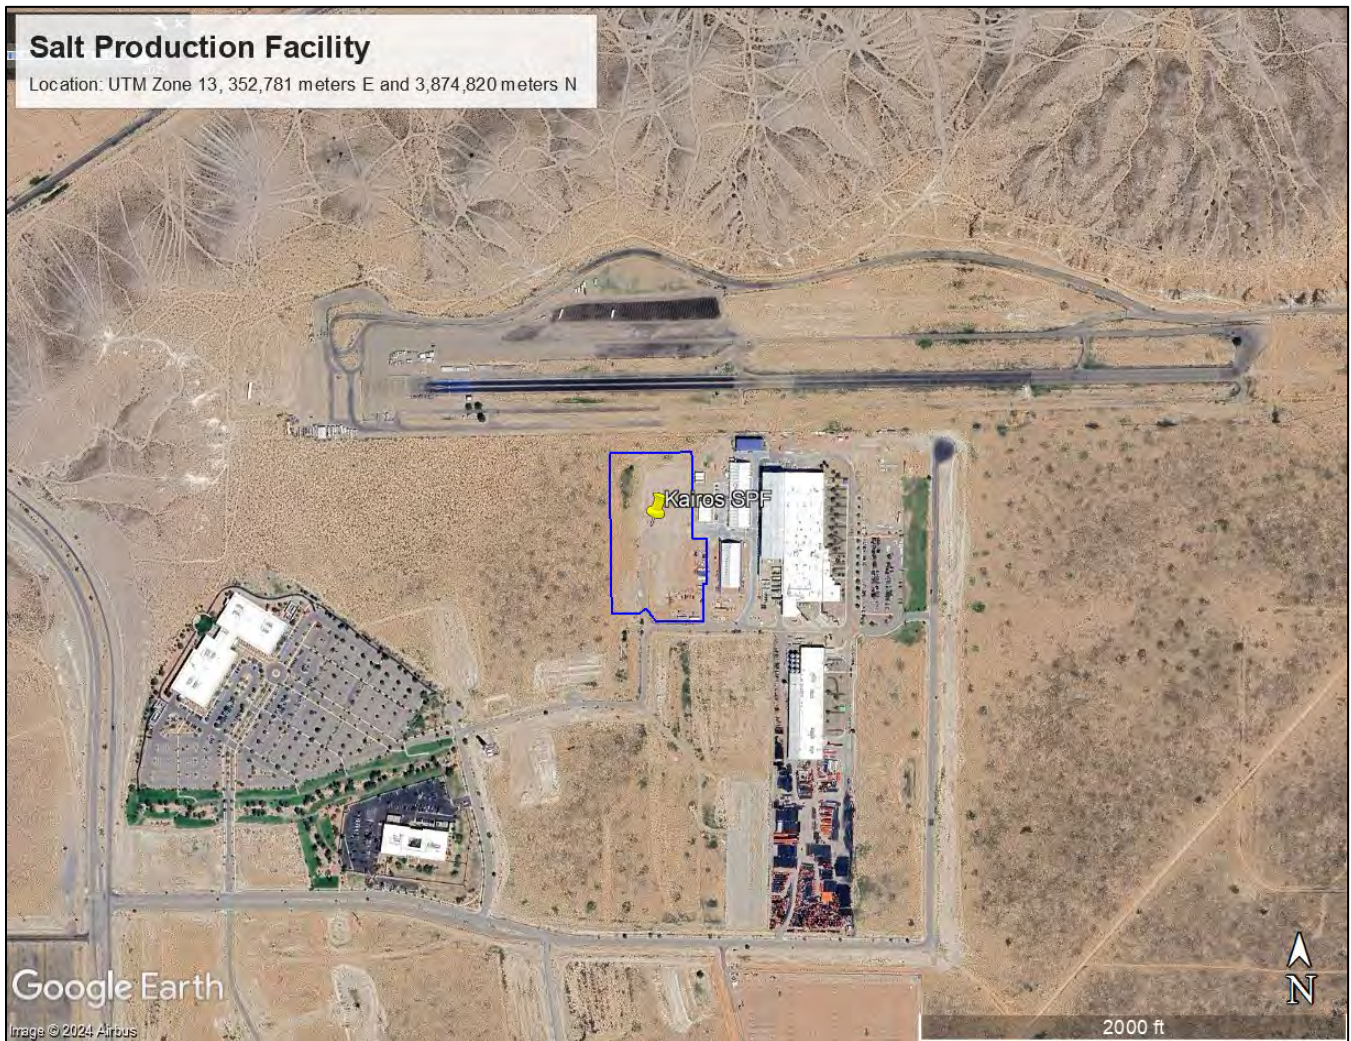 Salt Production Facility
Location: UTM Zone 13, 352,781 meters E and 3,874,820 meters N
Kairos SPF
Google Earth
N
Image © 2024 Airbus
2000 ft